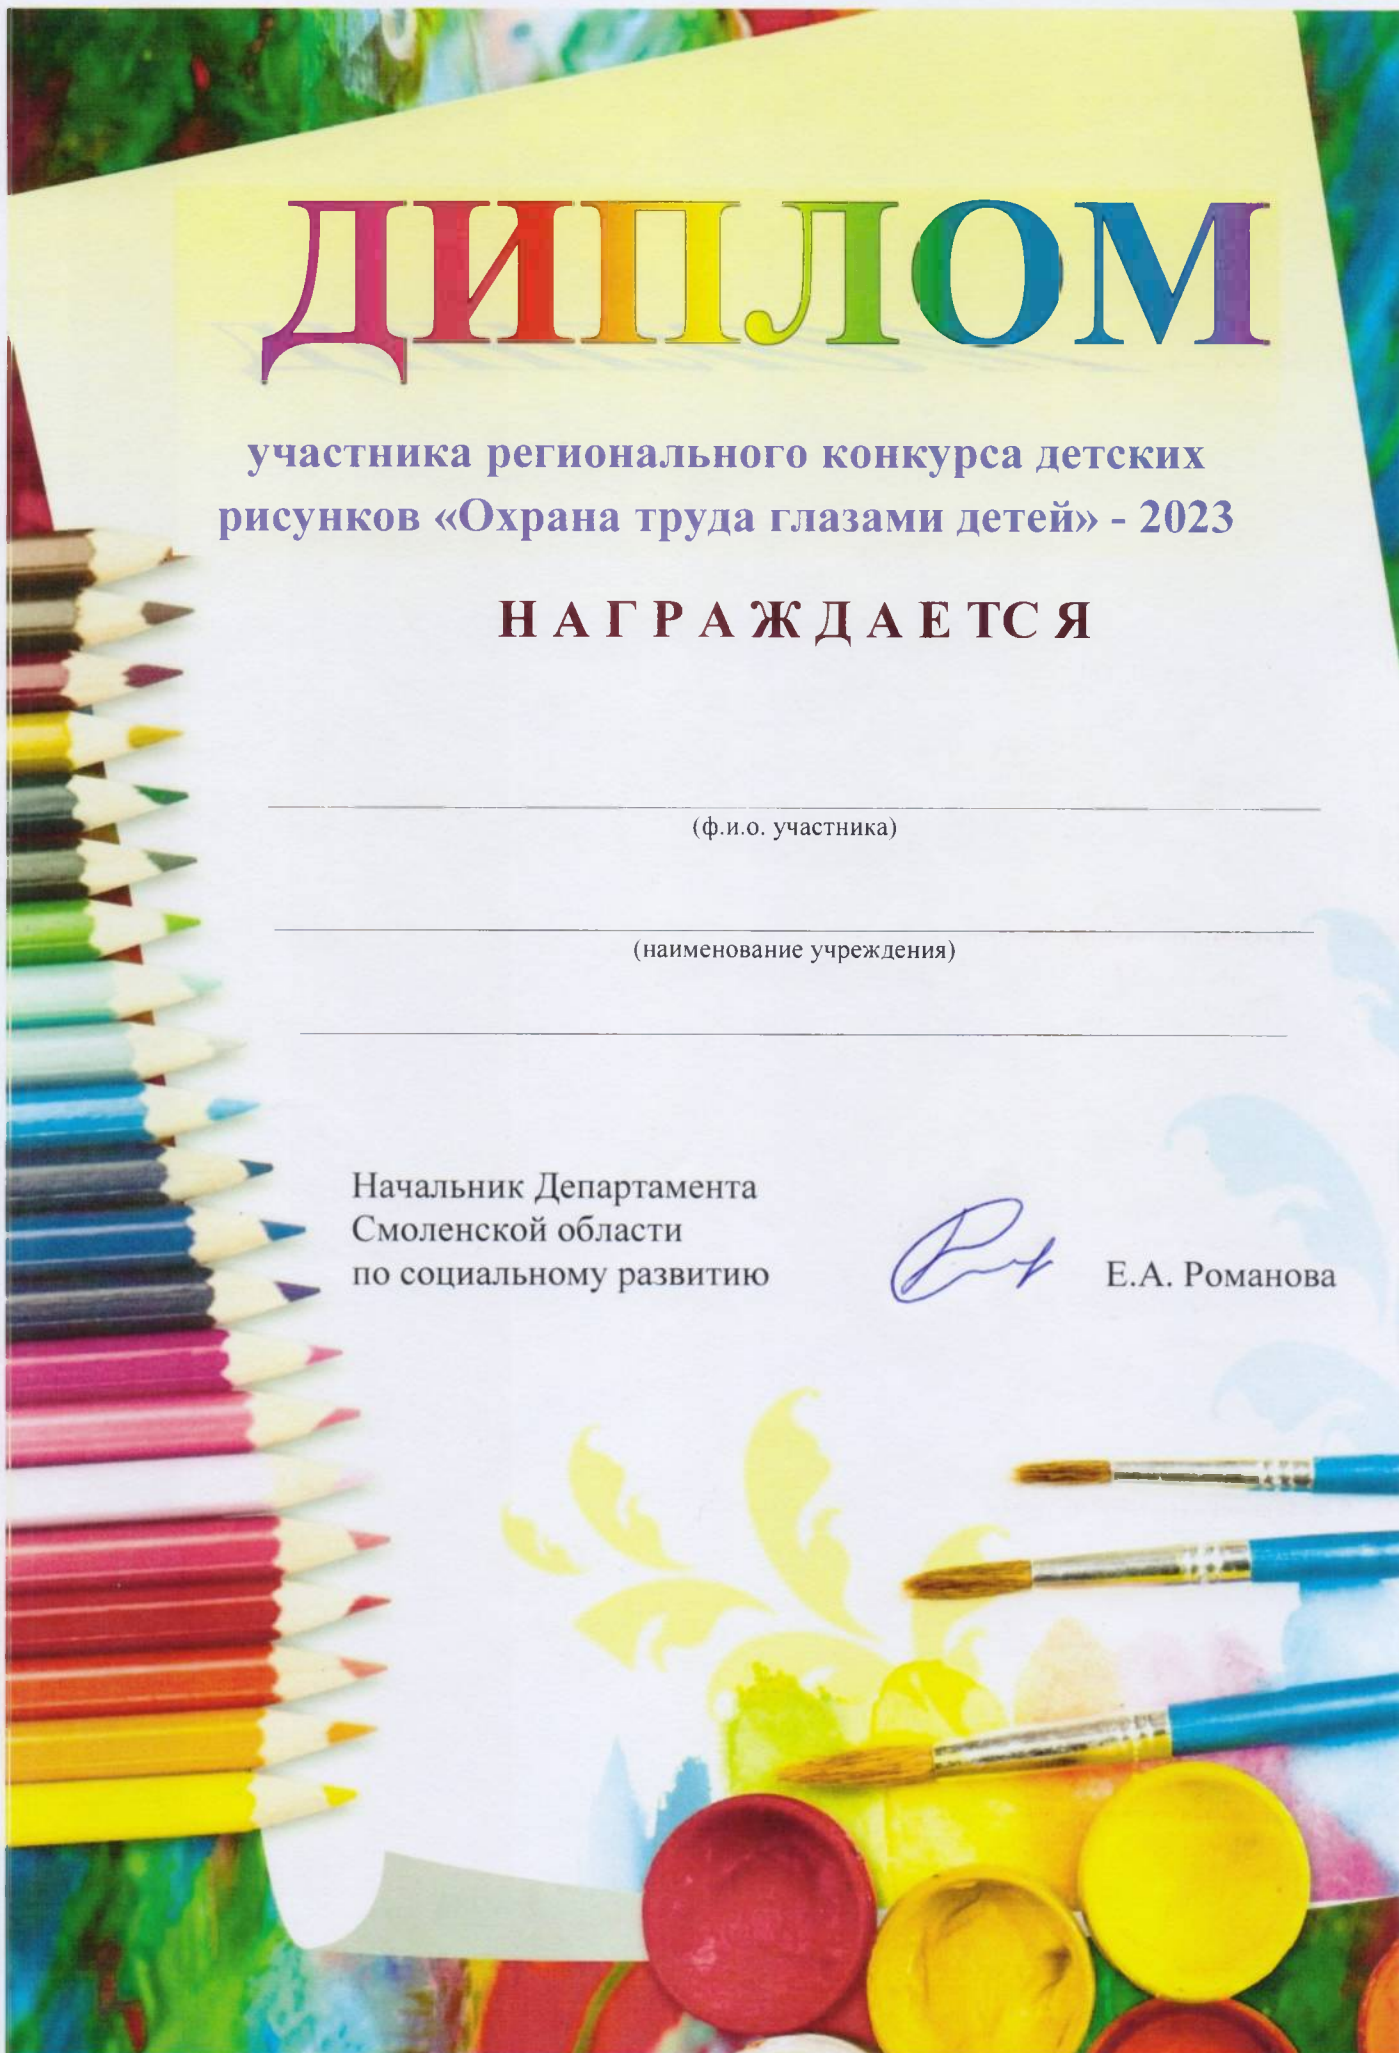 ДИПЛОМ
участника регионального конкурса детских
рисунков «Охрана труда глазами детей» - 2023
НАГРАЖДАЕТСЯ
(ф.и.о. участника)
(наименование учреждения)
Начальник Департамента
Смоленской области
по социальному развитию
Е.А. Романова